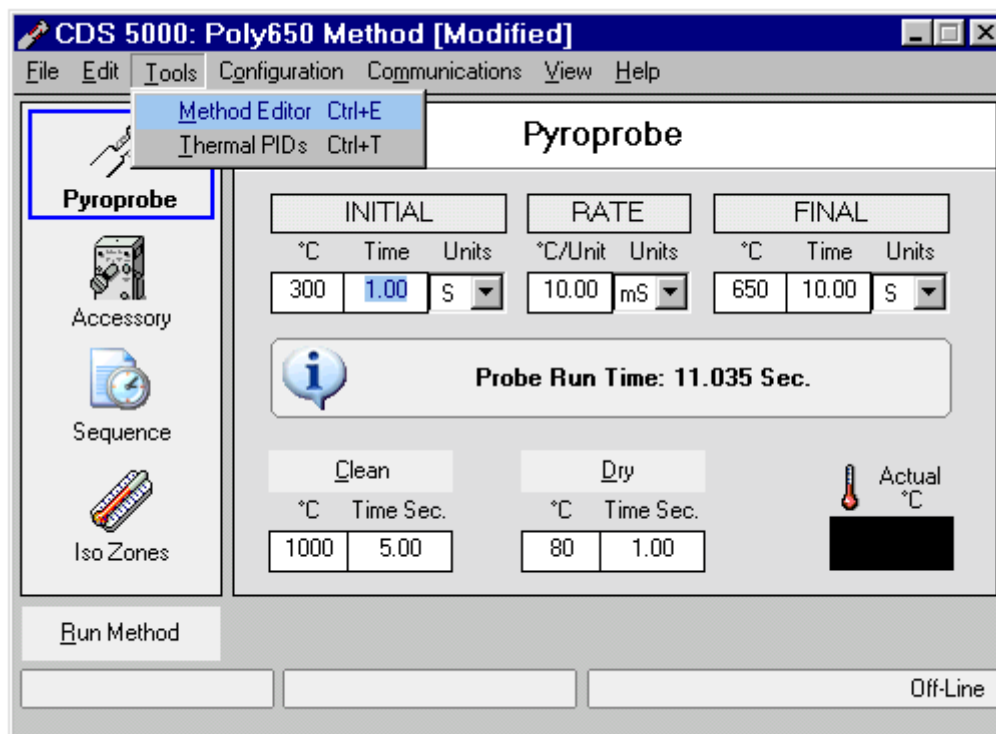 CDS 5000: Poly650 Method [Modified]
File Edit Tools Configuration Communications View Help
Method Editor Ctrl+E
Thermal PIDs Ctrl+T
Pyroprobe
Pyroprobe
INITIAL RATE FINAL
°C Time Units °C/Unit Units °C Time Units
300 1.00 S 10.00 mS 650 10.00 S
Accessory
Probe Run Time: 11.035 Sec.
Sequence
Clean Dry Actual
°C Time Sec. °C Time Sec. °C
1000 5.00 80 1.00
Iso Zones
Run Method
Off-Line